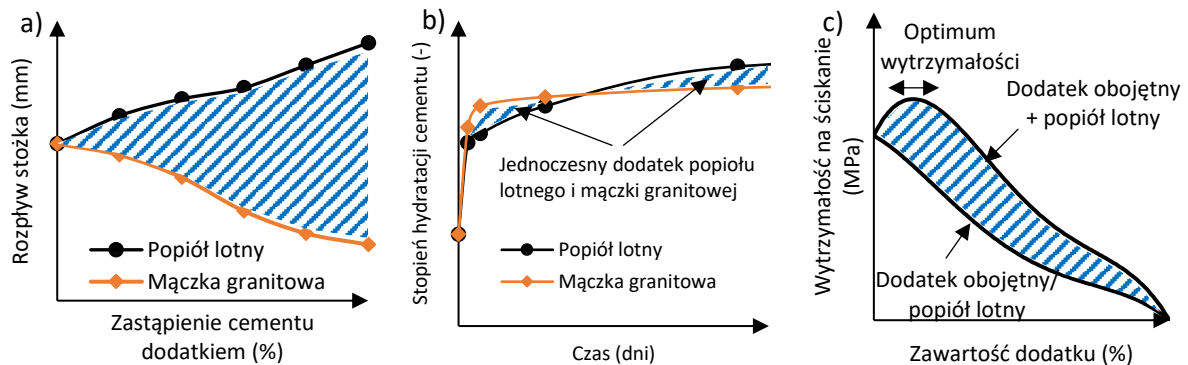 a)
Rozpływ stożka (mm)
Popiół lotny
Mączka granitowa
Zastąpienie cementu
dodatkiem (%)
b)
Stopień hydratacji cementu (-)
Jednoczesny dodatek popiołu
lotnego i mączki granitowej
Popiół lotny
Mączka granitowa
Czas (dni)
c)
Wytrzymałość na ściskanie
(MPa)
Optimum
wytrzymałości
Dodatek obojętny
+ popiół lotny
Dodatek obojętny/
popiół lotny
Zawartość dodatku (%)